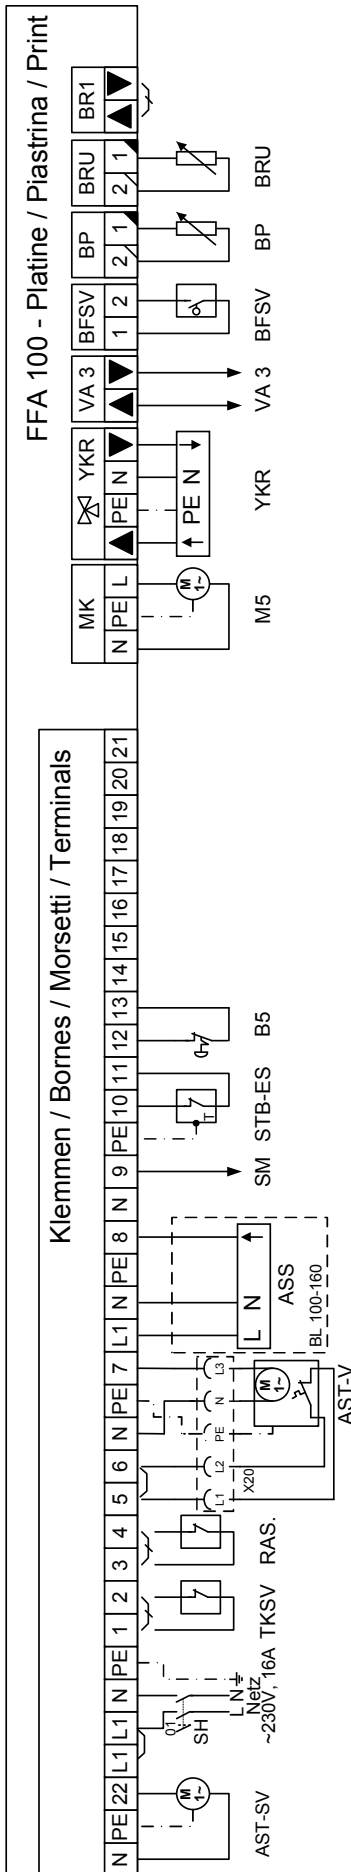 FFA 100 - Platine / Piastrina / Print
Klemmen / Bornes / Morsetti / Terminals
N PE 22 L1 L1 N PE 1 2 3 4 5 6 N PE 7 L1 N PE 8 N 9 PE 10 11 12 13 14 15 16 17 18 19 20 21
MK
N PE L
YKR
PE N
VA 3
BFSV
1 2
BP
2 1
BRU
2 1
BR1
M 1~
01
SH
L N
Netz
~230V, 16A
X20
L1 L2 PE N L3
M 1~
L N
ASS
BL 100-160
T
M 1~
PE N
AST-SV
TKSV
RAS.
AST-V
SM
STB-ES
B5
M5
YKR
VA 3
BFSV
BP
BRU